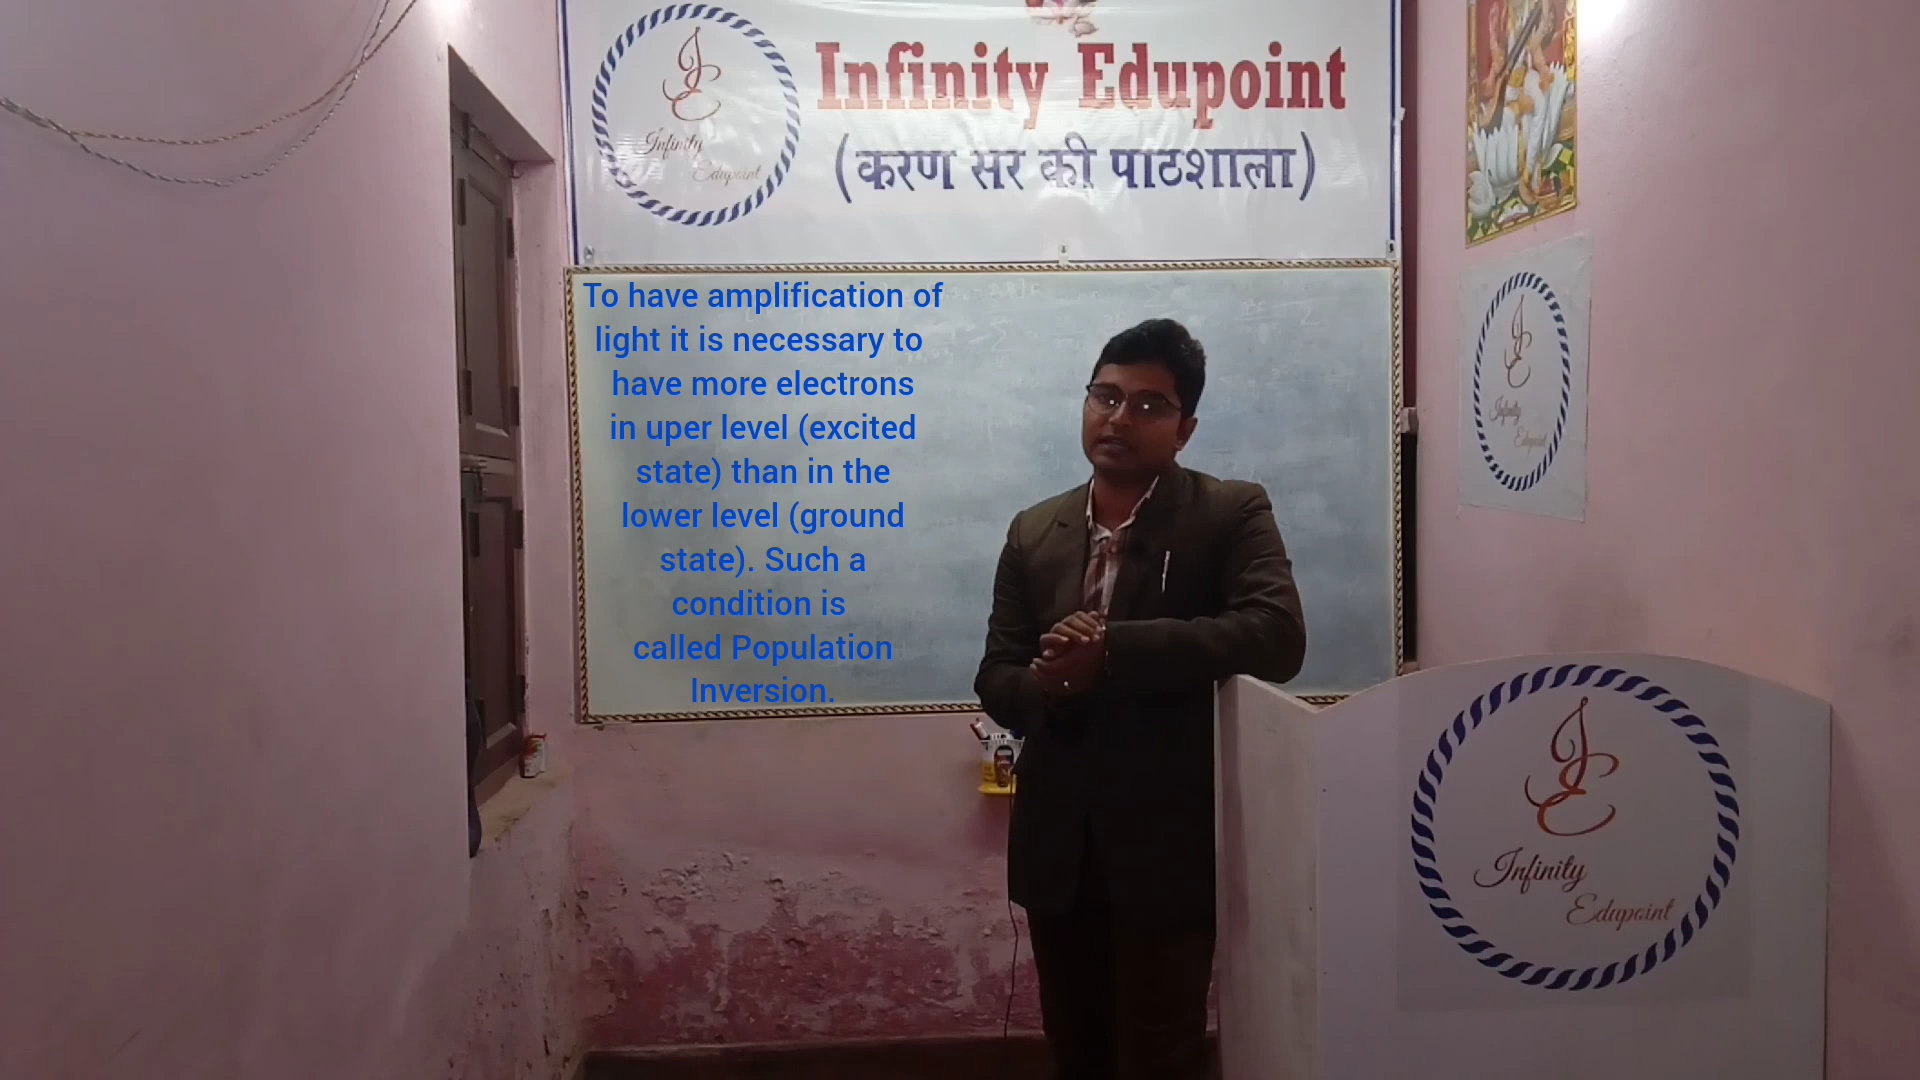 Infinity Edupoint
(करण सर की पाठशाला)
Infinity
Edupoint
To have amplification of
light it is necessary to
have more electrons
in uper level (excited
state) than in the
lower level (ground
state). Such a
condition is
called Population
Inversion.
Infinity
Edupoint
Infinity
Edupoint